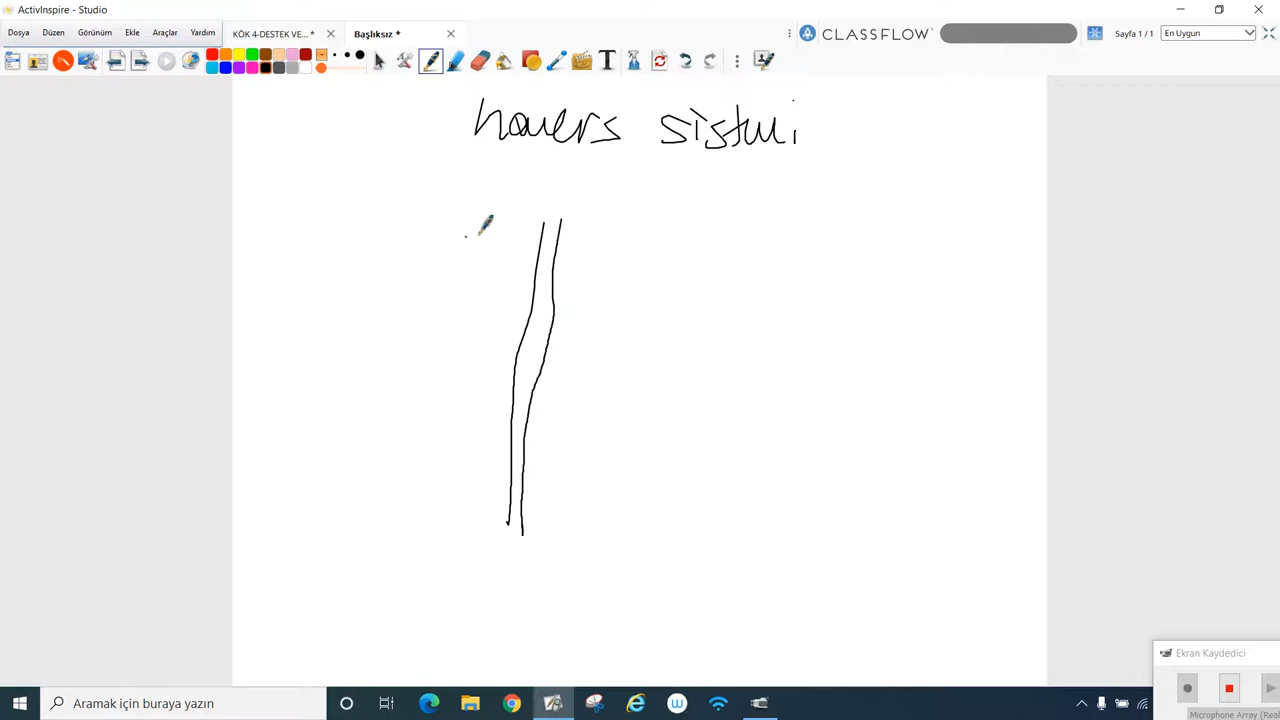 ActivInspire - Studio
Dosya Düzen Görünüm Ekle Araçlar Yardım
KÖK 4-DESTEK VE...*
Başlıksız *
CLASSFLOW
Sayfa 1 / 1
En Uygun
havers sistemi
Ekran Kaydedici
Microphone Array (Real
Aramak için buraya yazın